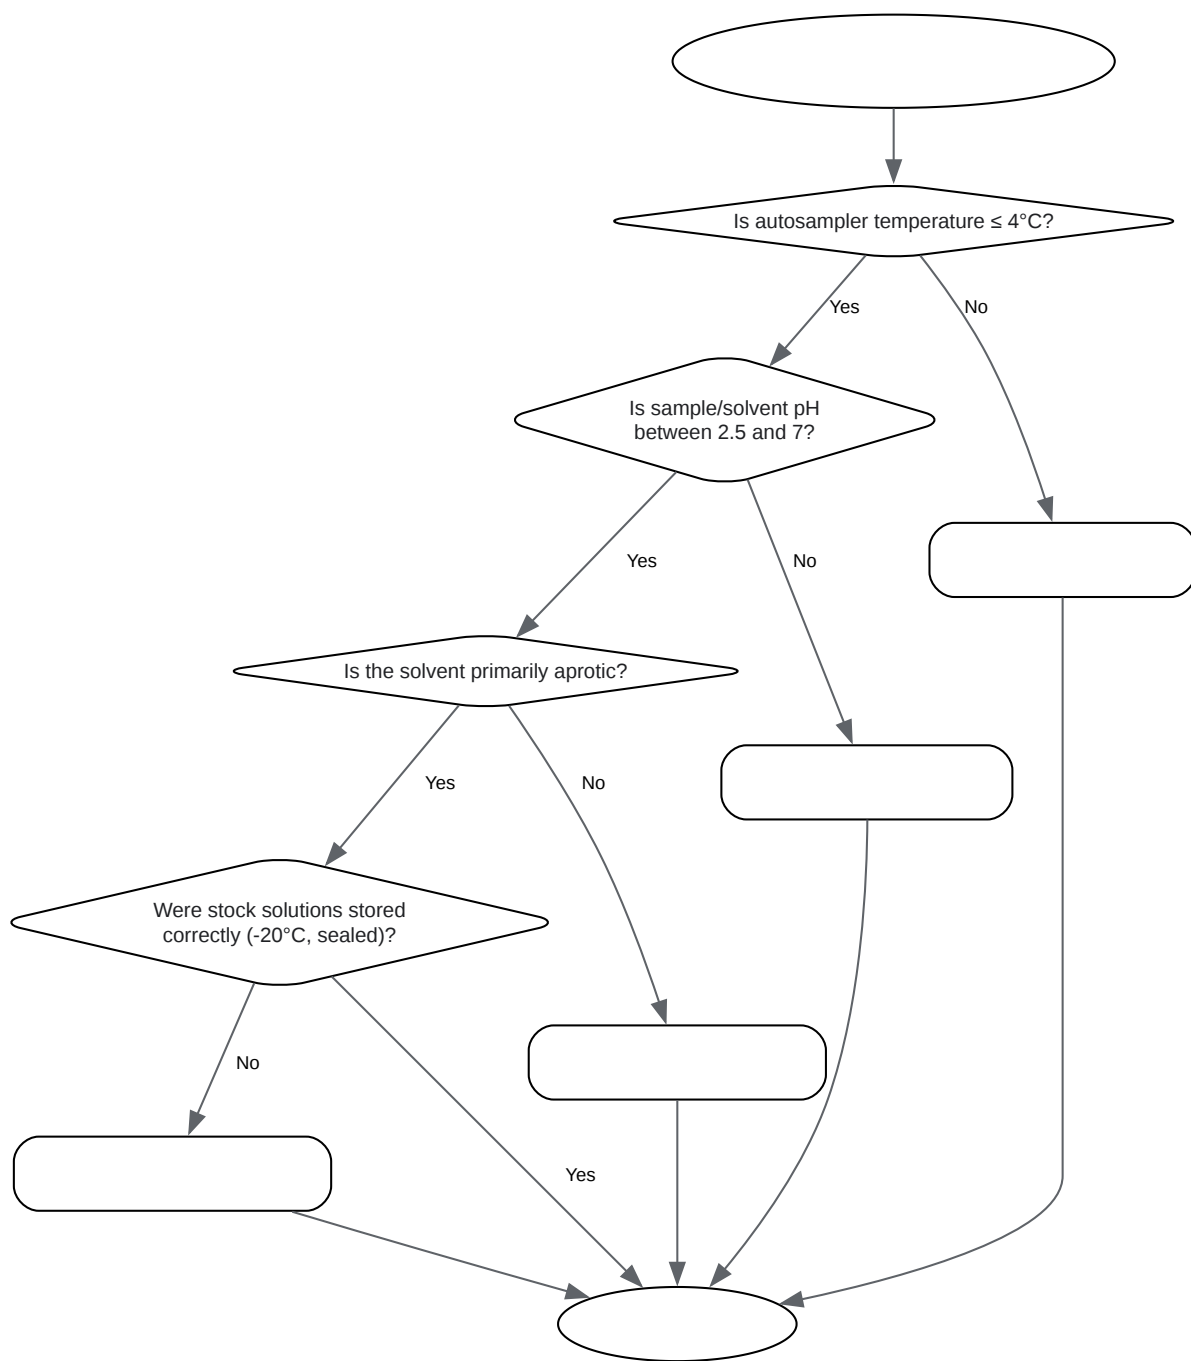 Is autosampler temperature ≤ 4°C?
Yes
No
Is sample/solvent pH
between 2.5 and 7?
Yes
No
Is the solvent primarily aprotic?
Yes
No
Were stock solutions stored
correctly (-20°C, sealed)?
No
Yes